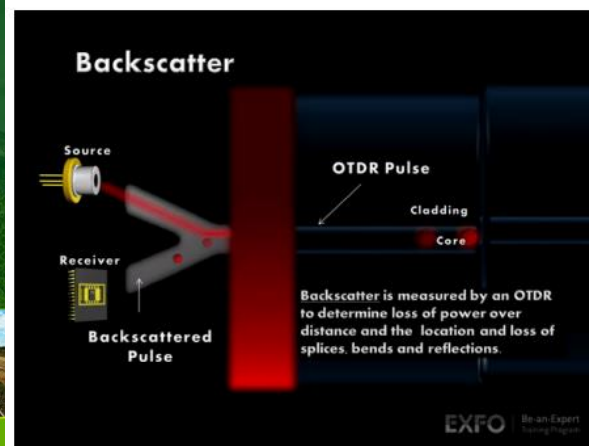 Backscatter
Source
OTDR Pulse
Cladding
Core
Receiver
Backscattered
Pulse
Backscatter is measured by an OTDR
to determine loss of power over
distance and the location and loss of
splices, bends and reflections.
EXFO
Be-an-Expert
Training Program